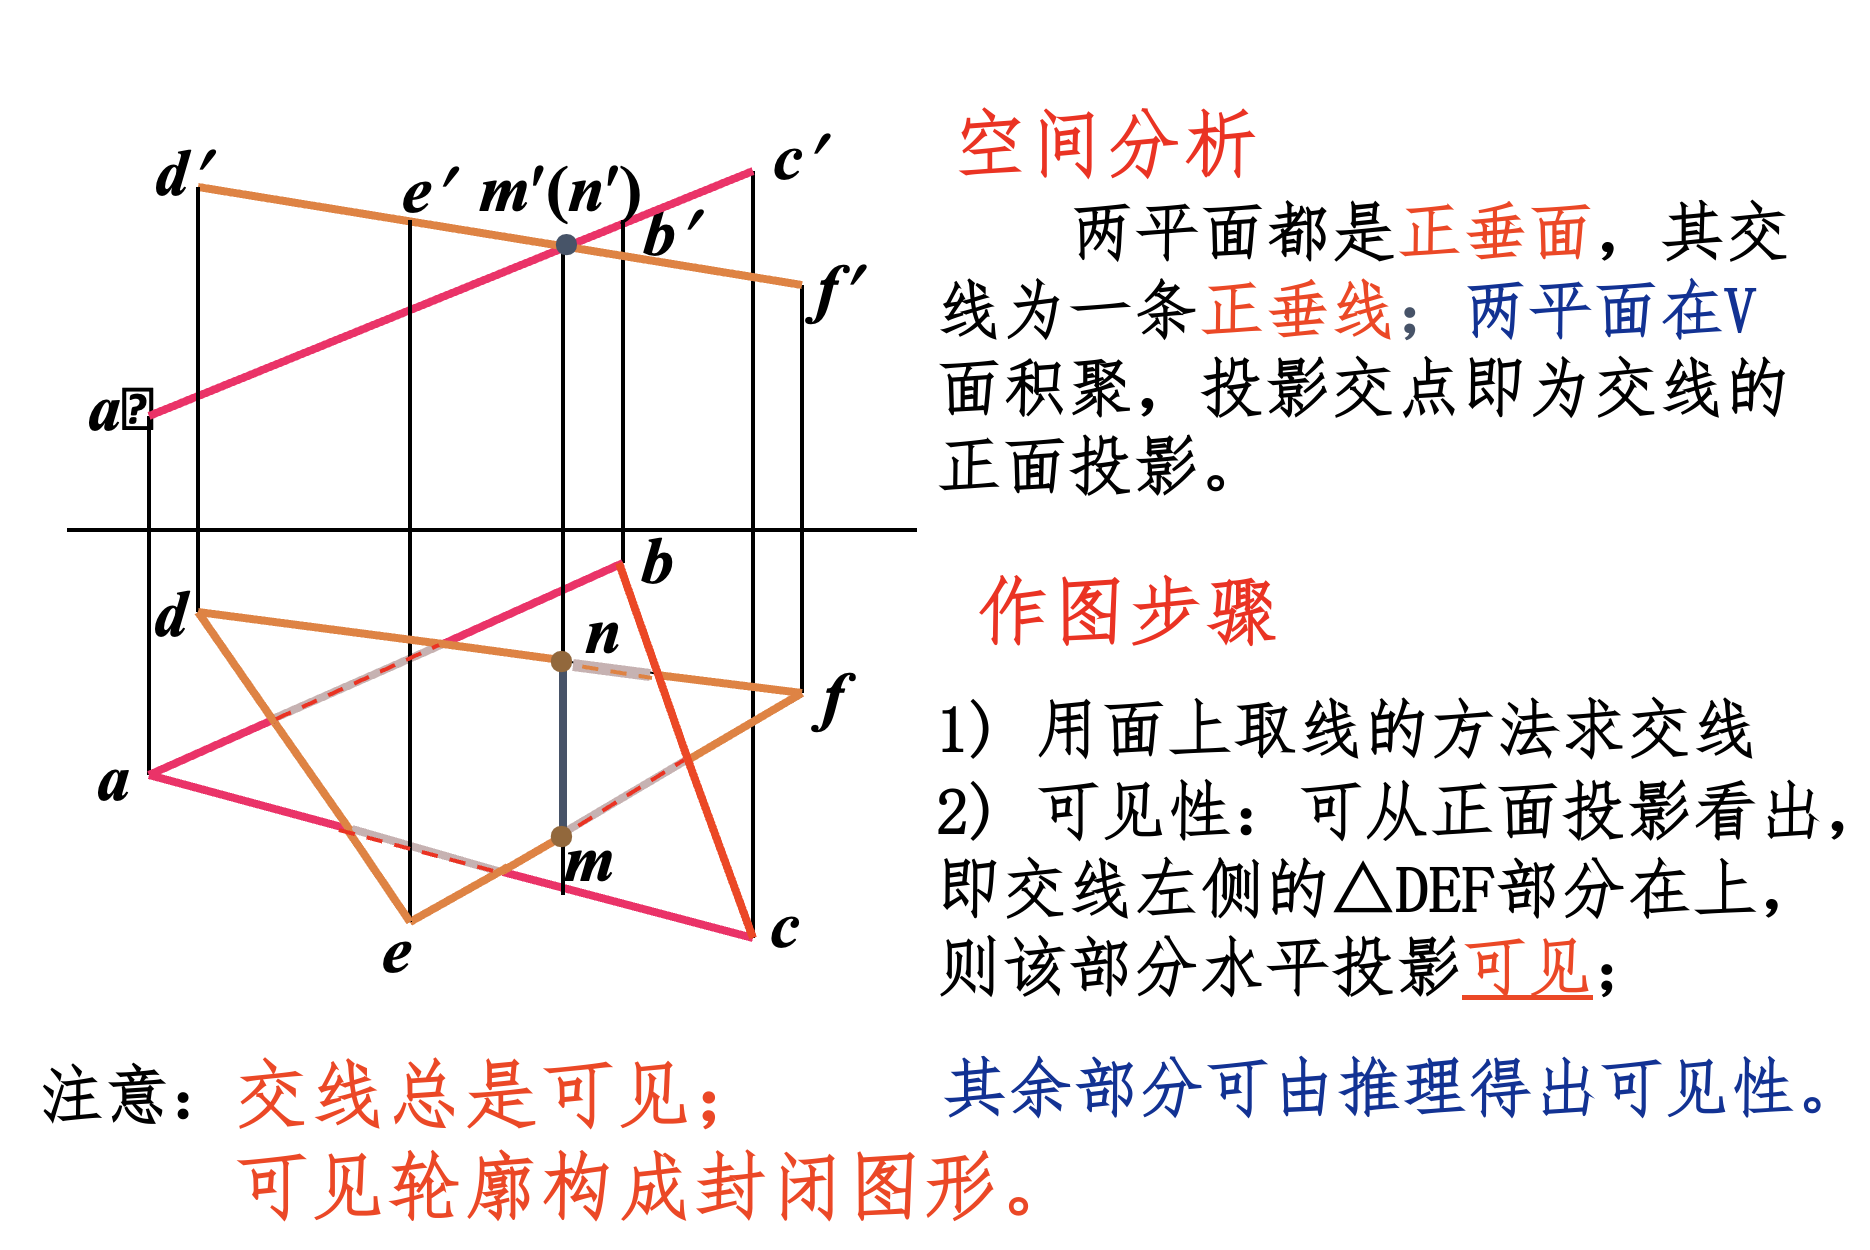 d′
e′ m′(n′)
c′
b′
f′
a
b
d
n
f
a
m
e
c
空间分析
两平面都是正垂面，其交
线为一条正垂线；两平面在V
面积聚，投影交点即为交线的
正面投影。
作图步骤
1) 用面上取线的方法求交线
2) 可见性：可从正面投影看出，
即交线左侧的△DEF部分在上，
则该部分水平投影可见；
其余部分可由推理得出可见性。
注意：交线总是可见；
可见轮廓构成封闭图形。